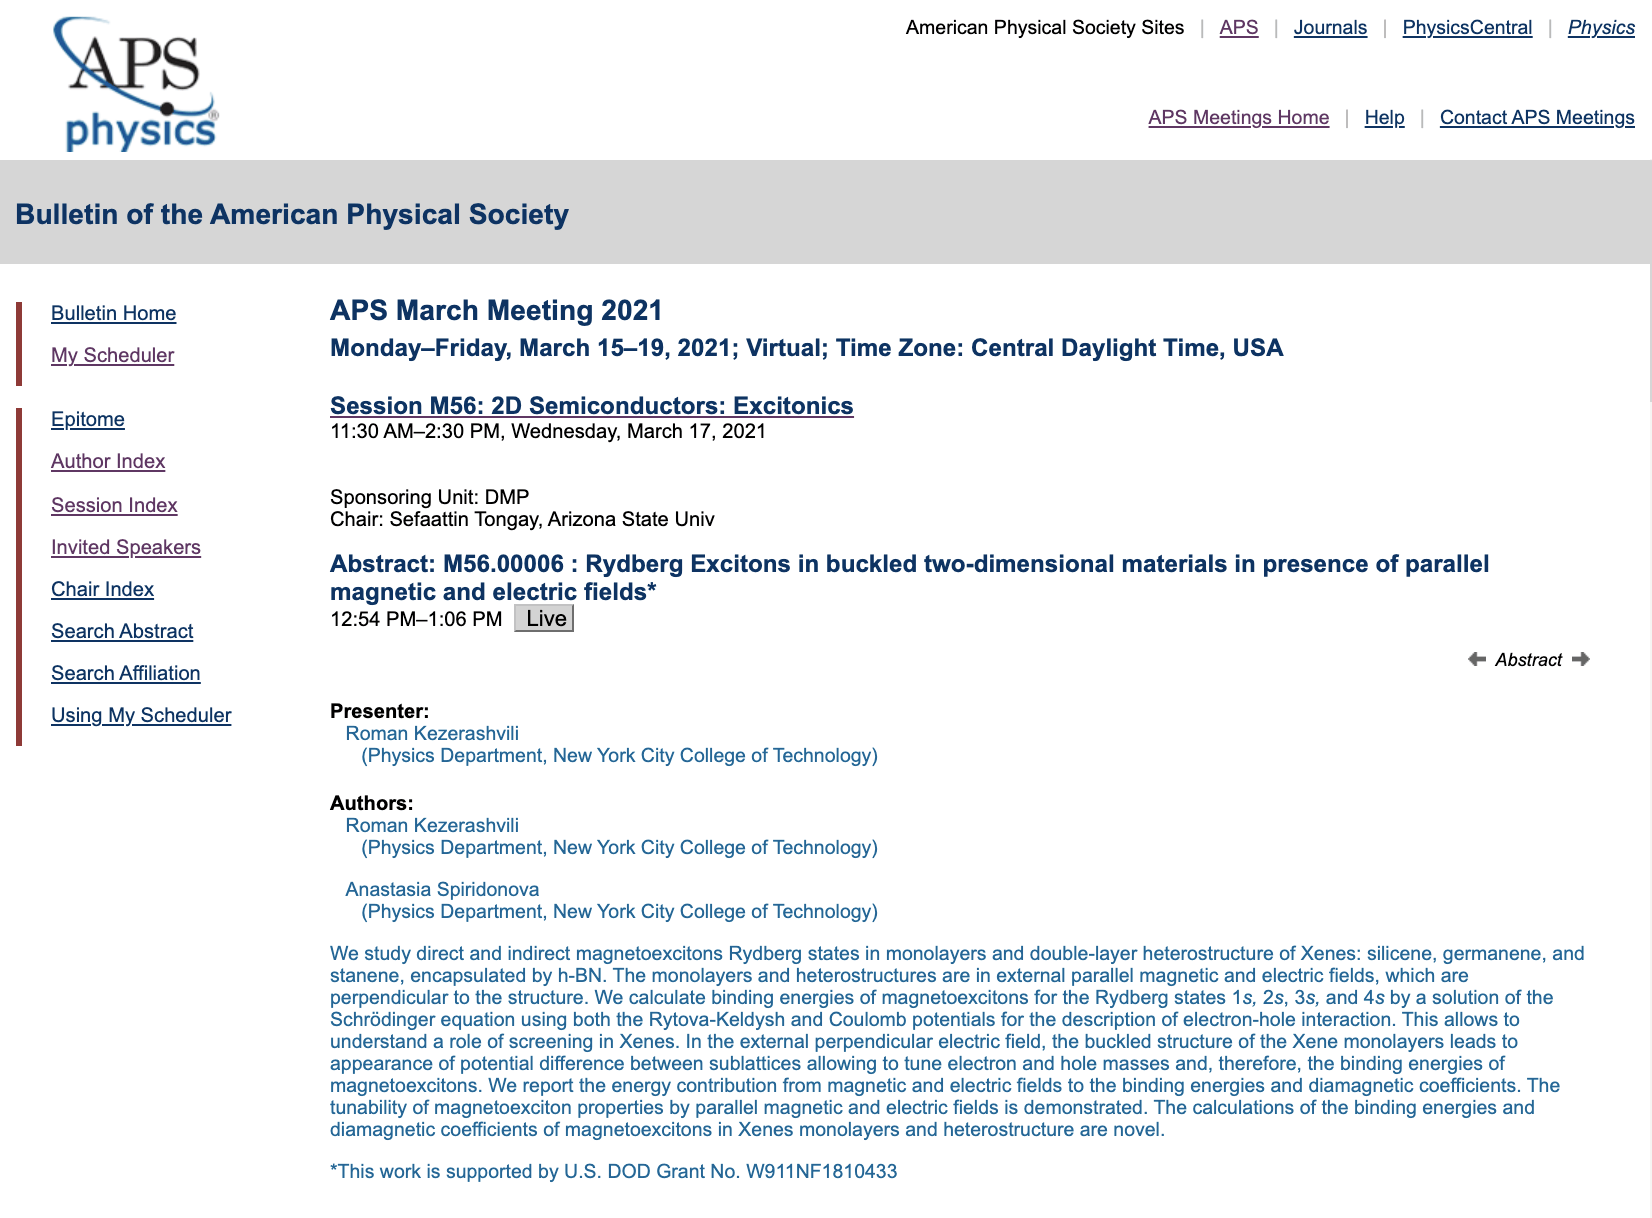 APS
physics®
American Physical Society Sites | APS | Journals | PhysicsCentral | Physics
APS Meetings Home | Help | Contact APS Meetings
Bulletin of the American Physical Society
Bulletin Home
My Scheduler
Epitome
Author Index
Session Index
Invited Speakers
Chair Index
Search Abstract
Search Affiliation
Using My Scheduler
APS March Meeting 2021
Monday–Friday, March 15–19, 2021; Virtual; Time Zone: Central Daylight Time, USA
Session M56: 2D Semiconductors: Excitonics
11:30 AM–2:30 PM, Wednesday, March 17, 2021
Sponsoring Unit: DMP
Chair: Sefaattin Tongay, Arizona State Univ
Abstract: M56.00006 : Rydberg Excitons in buckled two-dimensional materials in presence of parallel
magnetic and electric fields*
12:54 PM–1:06 PM Live
← Abstract →
Presenter:
Roman Kezerashvili
(Physics Department, New York City College of Technology)
Authors:
Roman Kezerashvili
(Physics Department, New York City College of Technology)
Anastasia Spiridonova
(Physics Department, New York City College of Technology)
We study direct and indirect magnetoexcitons Rydberg states in monolayers and double-layer heterostructure of Xenes: silicene, germanene, and
stanene, encapsulated by h-BN. The monolayers and heterostructures are in external parallel magnetic and electric fields, which are
perpendicular to the structure. We calculate binding energies of magnetoexcitons for the Rydberg states 1s, 2s, 3s, and 4s by a solution of the
Schrödinger equation using both the Rytova-Keldysh and Coulomb potentials for the description of electron-hole interaction. This allows to
understand a role of screening in Xenes. In the external perpendicular electric field, the buckled structure of the Xene monolayers leads to
appearance of potential difference between sublattices allowing to tune electron and hole masses and, therefore, the binding energies of
magnetoexcitons. We report the energy contribution from magnetic and electric fields to the binding energies and diamagnetic coefficients. The
tunability of magnetoexciton properties by parallel magnetic and electric fields is demonstrated. The calculations of the binding energies and
diamagnetic coefficients of magnetoexcitons in Xenes monolayers and heterostructure are novel.
*This work is supported by U.S. DOD Grant No. W911NF1810433